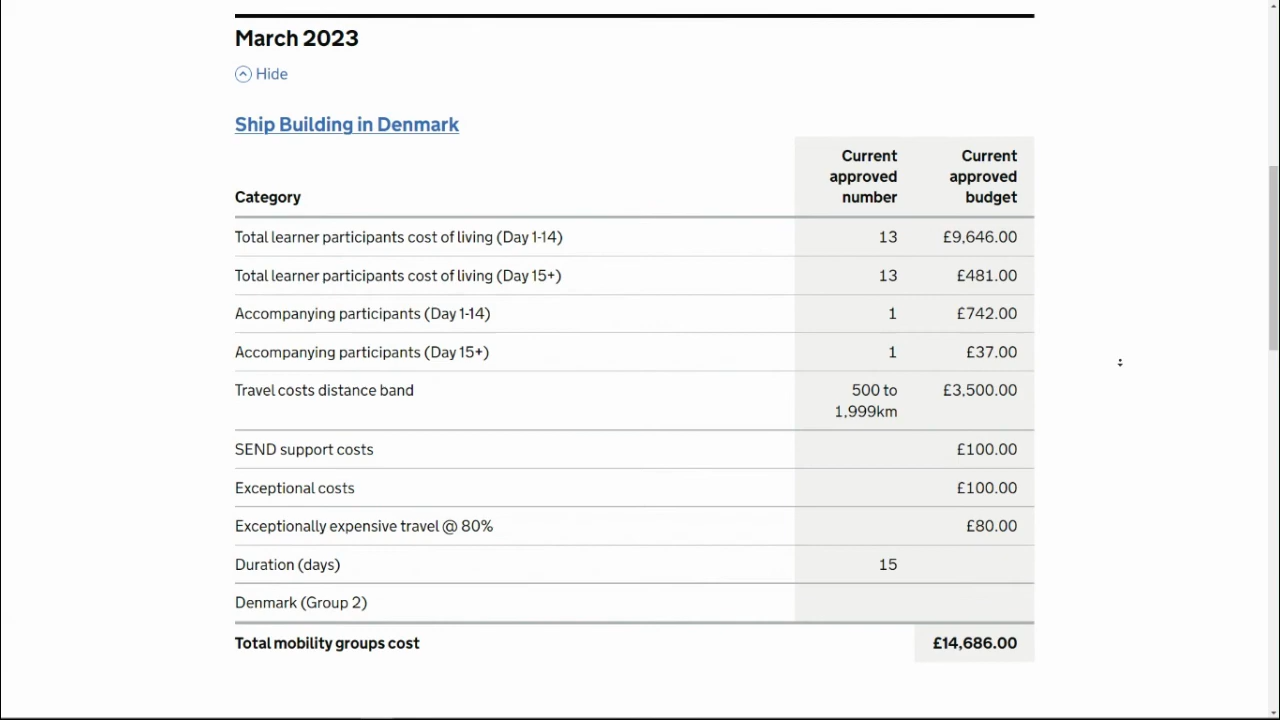 March 2023
Hide
Ship Building in Denmark
Category
Current approved number
Current approved budget
Total learner participants cost of living (Day 1-14) 13 £9,646.00
Total learner participants cost of living (Day 15+) 13 £481.00
Accompanying participants (Day 1-14) 1 £742.00
Accompanying participants (Day 15+) 1 £37.00
Travel costs distance band 500 to 1,999km £3,500.00
SEND support costs £100.00
Exceptional costs £100.00
Exceptionally expensive travel @ 80% £80.00
Duration (days) 15
Denmark (Group 2)
Total mobility groups cost £14,686.00